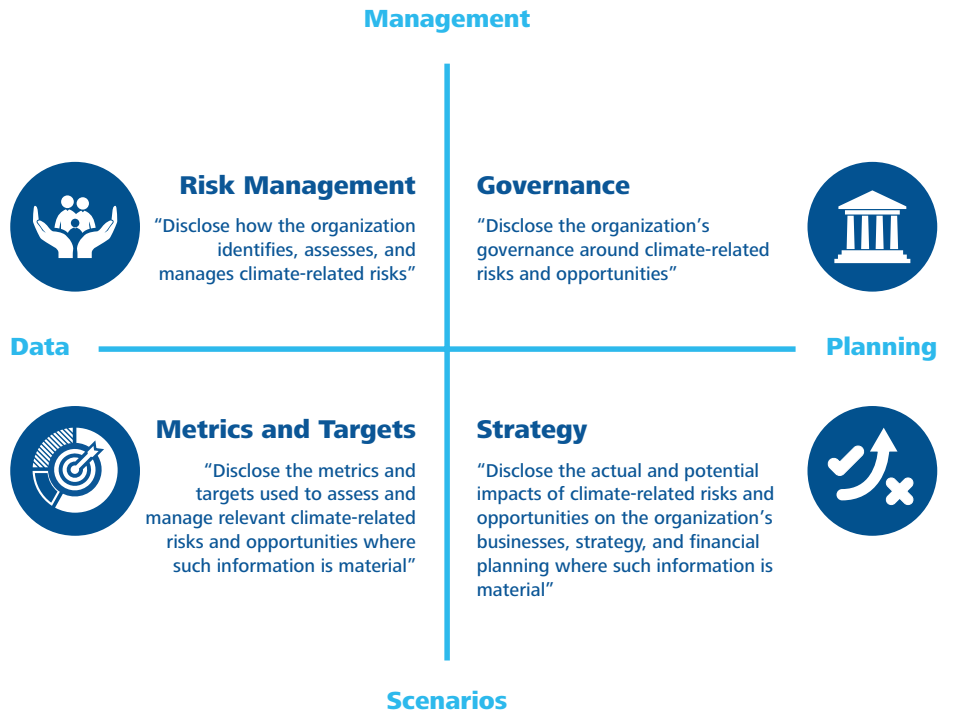 Management
Risk Management
“Disclose how the organization
identifies, assesses, and
manages climate-related risks”
Governance
“Disclose the organization’s
governance around climate-related
risks and opportunities”
Data
Planning
Metrics and Targets
“Disclose the metrics and
targets used to assess and
manage relevant climate-related
risks and opportunities where
such information is material”
Strategy
“Disclose the actual and potential
impacts of climate-related risks and
opportunities on the organization’s
businesses, strategy, and financial
planning where such information is
material”
Scenarios